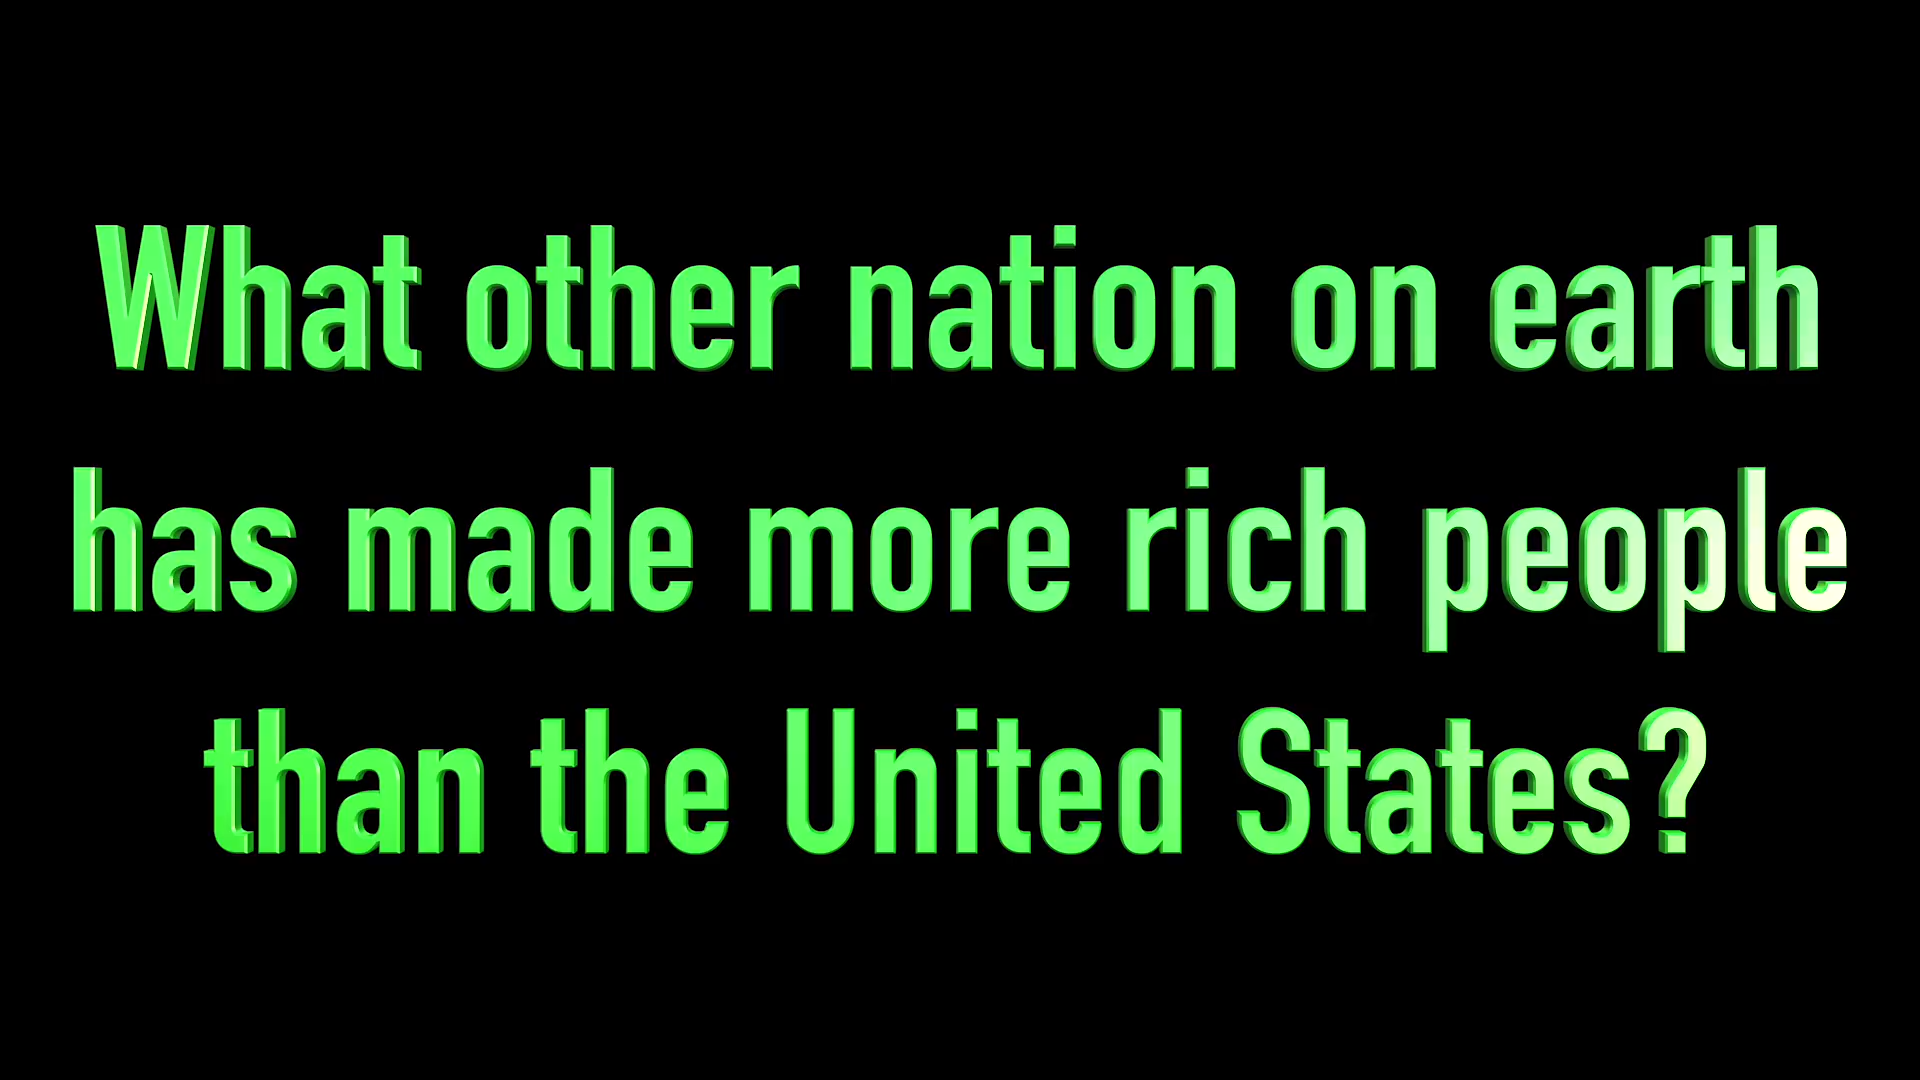 What other nation on earth
has made more rich people
than the United States?